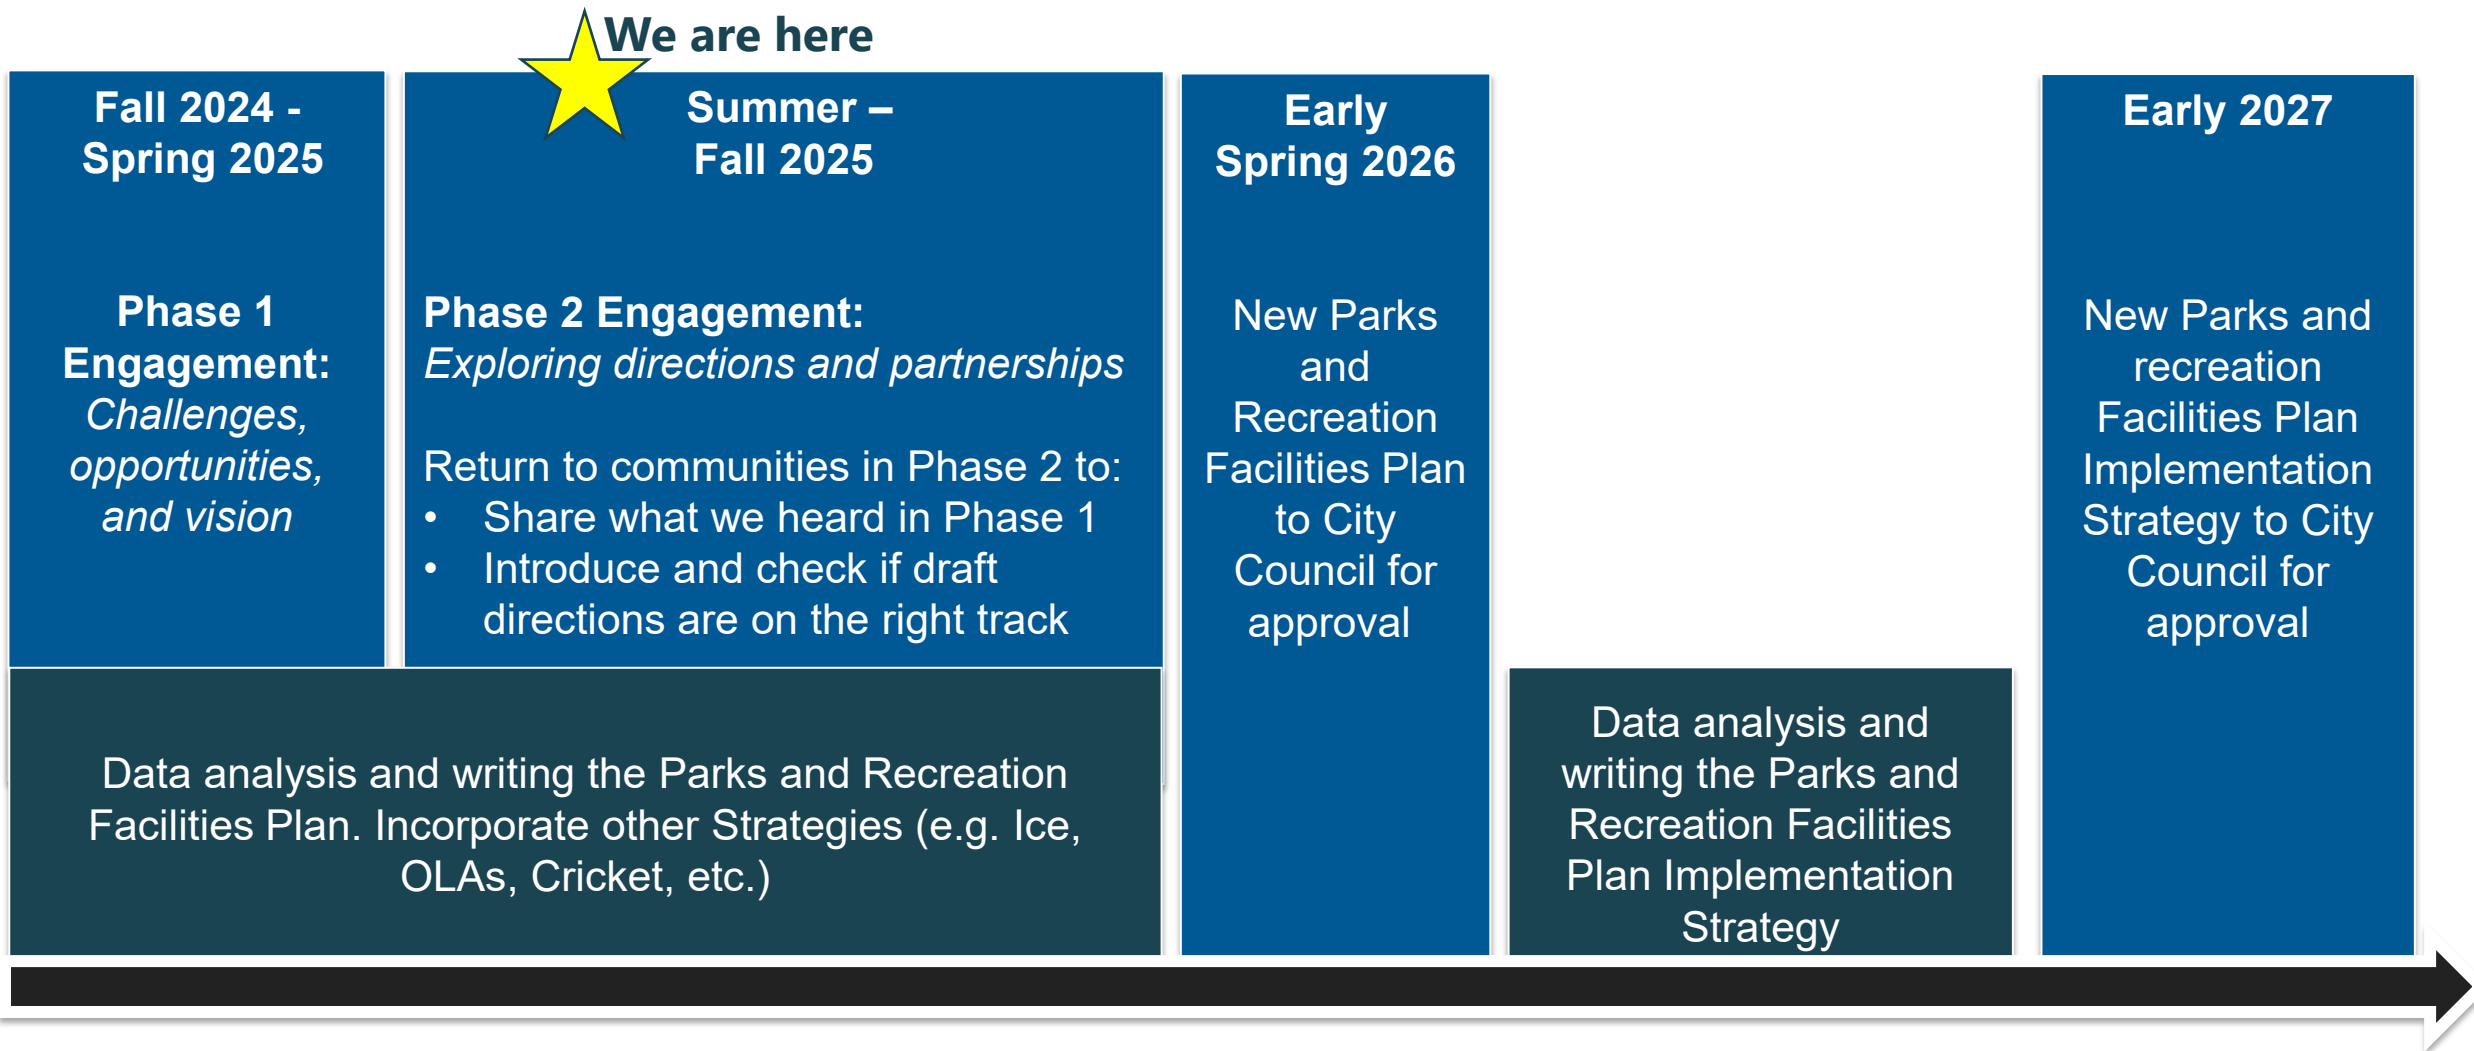 We are here
Fall 2024 -
Spring 2025
Phase 1
Engagement:
Challenges,
opportunities,
and vision
Summer –
Fall 2025
Phase 2 Engagement:
Exploring directions and partnerships
Return to communities in Phase 2 to:
• Share what we heard in Phase 1
• Introduce and check if draft
directions are on the right track
Data analysis and writing the Parks and Recreation
Facilities Plan. Incorporate other Strategies (e.g. Ice,
OLAs, Cricket, etc.)
Early
Spring 2026
New Parks
and
Recreation
Facilities Plan
to City
Council for
approval
Data analysis and
writing the Parks and
Recreation Facilities
Plan Implementation
Strategy
Early 2027
New Parks and
recreation
Facilities Plan
Implementation
Strategy to City
Council for
approval